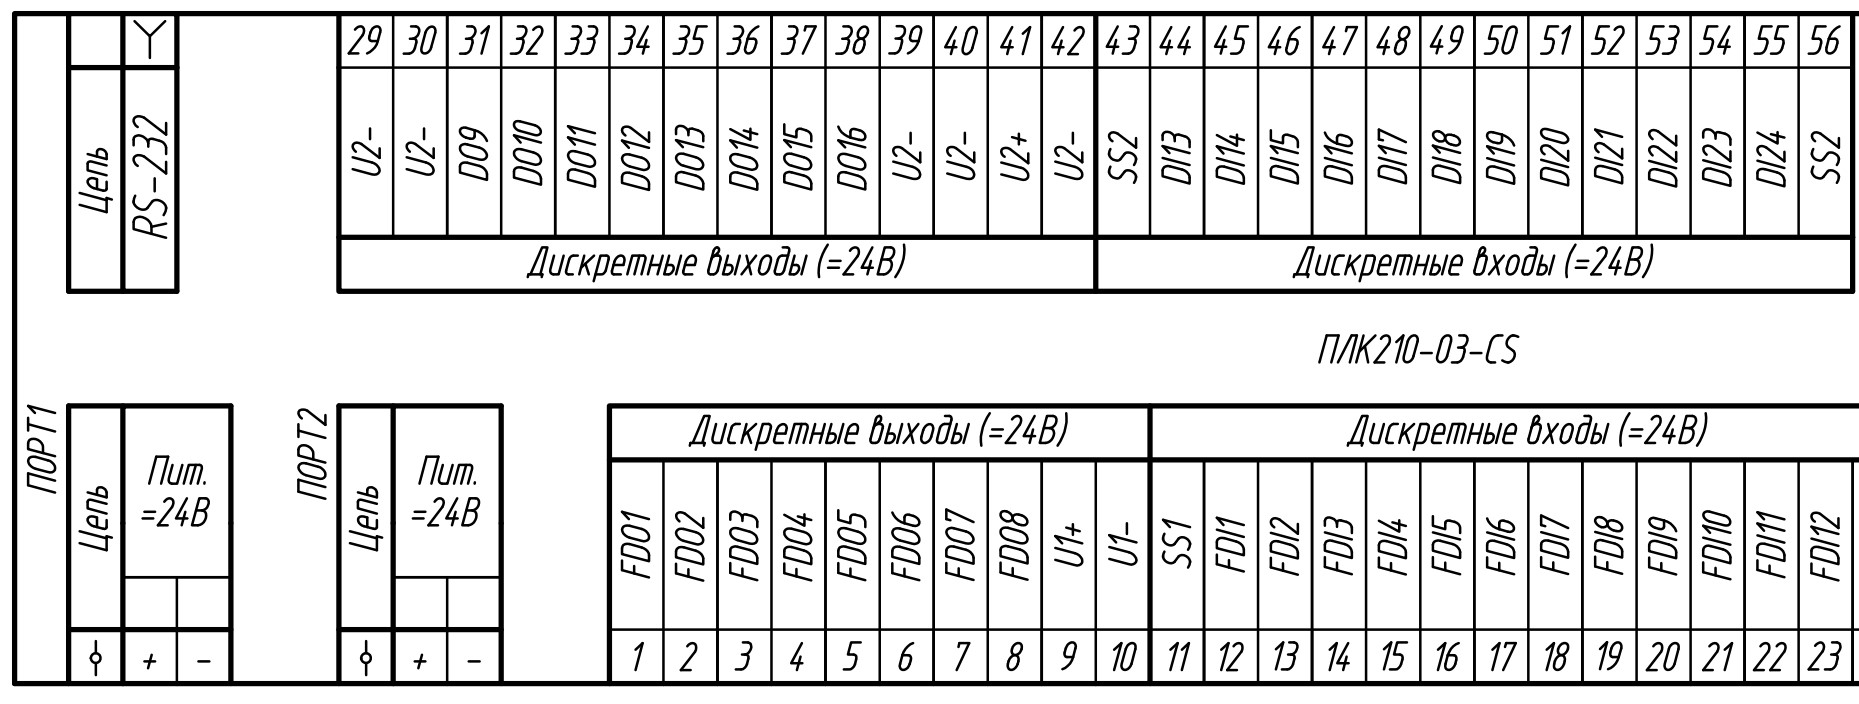 29 30 31 32 33 34 35 36 37 38 39 40 41 42 43 44 45 46 47 48 49 50 51 52 53 54 55 56
Цепь
RS-232
U2- U2- DO9 DO10 DO11 DO12 DO13 DO14 DO15 DO16 U2- U2- U2+ U2- SS2 DI13 DI14 DI15 DI16 DI17 DI18 DI19 DI20 DI21 DI22 DI23 DI24 SS2
Дискретные выходы (=24В)
Дискретные входы (=24В)
ПЛК210-03-CS
ПОРТ1
Цепь
Пит.
=24В
+ -
ПОРТ2
Цепь
Пит.
=24В
+ -
Дискретные выходы (=24В)
Дискретные входы (=24В)
FDO1 FDO2 FDO3 FDO4 FDO5 FDO6 FDO7 FDO8 U1+ U1- SS1 FDI1 FDI2 FDI3 FDI4 FDI5 FDI6 FDI7 FDI8 FDI9 FDI10 FDI11 FDI12
1 2 3 4 5 6 7 8 9 10 11 12 13 14 15 16 17 18 19 20 21 22 23